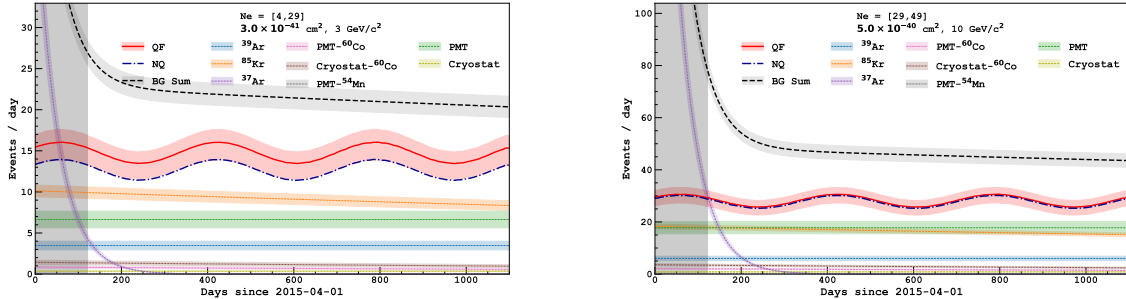 Ne = [4,29]
3.0 × 10⁻⁴¹ cm², 3 GeV/c²
QF
NQ
BG Sum
³⁹Ar
⁸⁵Kr
³⁷Ar
PMT-⁶⁰Co
Cryostat-⁶⁰Co
PMT-⁵⁴Mn
PMT
Cryostat
Events / day
30
25
20
15
10
5
0
0 200 400 600 800 1000
Days since 2015-04-01
Ne = [29,49]
5.0 × 10⁻⁴⁰ cm², 10 GeV/c²
QF
NQ
BG Sum
³⁹Ar
⁸⁵Kr
³⁷Ar
PMT-⁶⁰Co
Cryostat-⁶⁰Co
PMT-⁵⁴Mn
PMT
Cryostat
Events / day
100
80
60
40
20
0
0 200 400 600 800 1000
Days since 2015-04-01